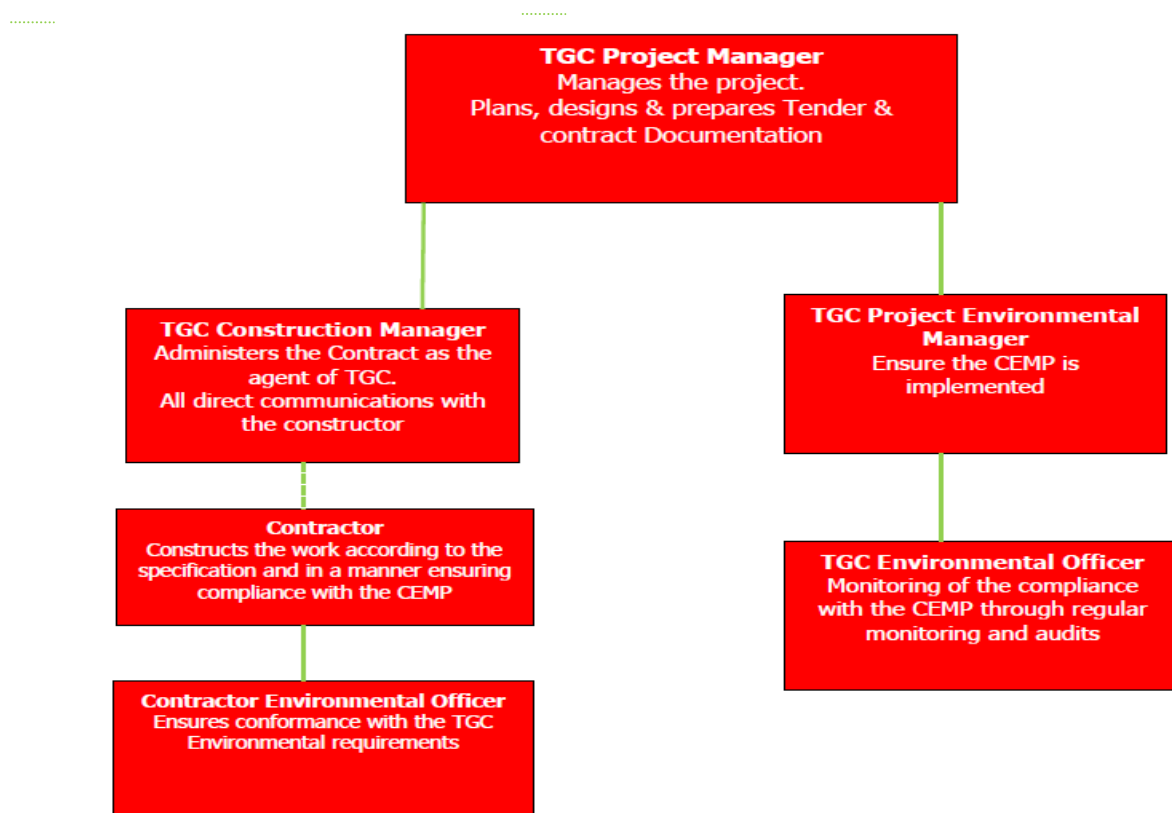 TGC Project Manager
Manages the project.
Plans, designs & prepares Tender &
contract Documentation
TGC Construction Manager
Administers the Contract as the
agent of TGC.
All direct communications with
the constructor
TGC Project Environmental
Manager
Ensure the CEMP is
implemented
Contractor
Constructs the work according to the
specification and in a manner ensuring
compliance with the CEMP
TGC Environmental Officer
Monitoring of the compliance
with the CEMP through regular
monitoring and audits
Contractor Environmental Officer
Ensures conformance with the TGC
Environmental requirements